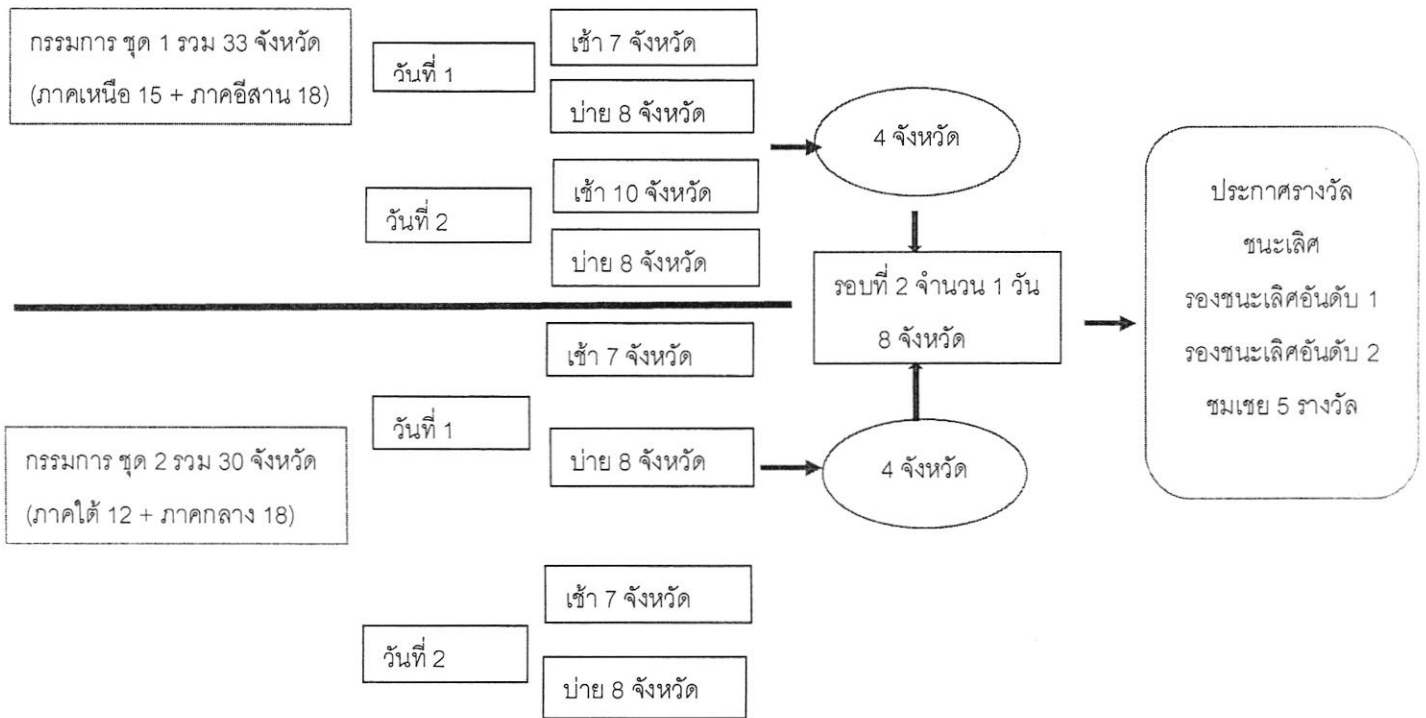 กรรมการ ชุด 1 รวม 33 จังหวัด
(ภาคเหนือ 15 + ภาคอีสาน 18)
วันที่ 1
เช้า 7 จังหวัด
บ่าย 8 จังหวัด
วันที่ 2
เช้า 10 จังหวัด
บ่าย 8 จังหวัด
4 จังหวัด
รอบที่ 2 จำนวน 1 วัน
8 จังหวัด
ประกาศรางวัล
ชนะเลิศ
รองชนะเลิศอันดับ 1
รองชนะเลิศอันดับ 2
ชมเชย 5 รางวัล
กรรมการ ชุด 2 รวม 30 จังหวัด
(ภาคใต้ 12 + ภาคกลาง 18)
วันที่ 1
เช้า 7 จังหวัด
บ่าย 8 จังหวัด
4 จังหวัด
วันที่ 2
เช้า 7 จังหวัด
บ่าย 8 จังหวัด